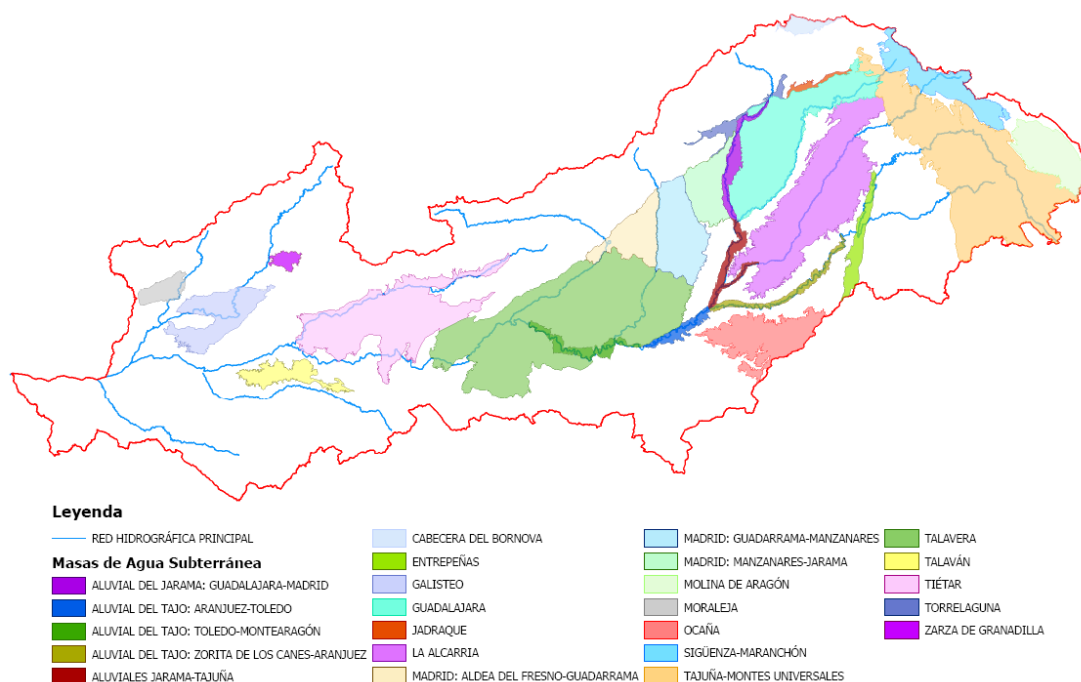 Leyenda
RED HIDROGRÁFICA PRINCIPAL
Masas de Agua Subterránea
ALUVIAL DEL JARAMA: GUADALAJARA-MADRID
ALUVIAL DEL TAJO: ARANJUEZ-TOLEDO
ALUVIAL DEL TAJO: TOLEDO-MONTEARAGÓN
ALUVIAL DEL TAJO: ZORITA DE LOS CANES-ARANJUEZ
ALUVIALES JARAMA-TAJUÑA
CABECERA DEL BORNOVA
ENTREPEÑAS
GALISTEO
GUADALAJARA
JADRAQUE
LA ALCARRIA
MADRID: ALDEA DEL FRESNO-GUADARRAMA
MADRID: GUADARRAMA-MANZANARES
MADRID: MANZANARES-JARAMA
MOLINA DE ARAGÓN
MORALEJA
OCAÑA
SIGÜENZA-MARANCHÓN
TAJUÑA-MONTES UNIVERSALES
TALAVERA
TALAVÁN
TIÉTAR
TORRELAGUNA
ZARZA DE GRANADILLA